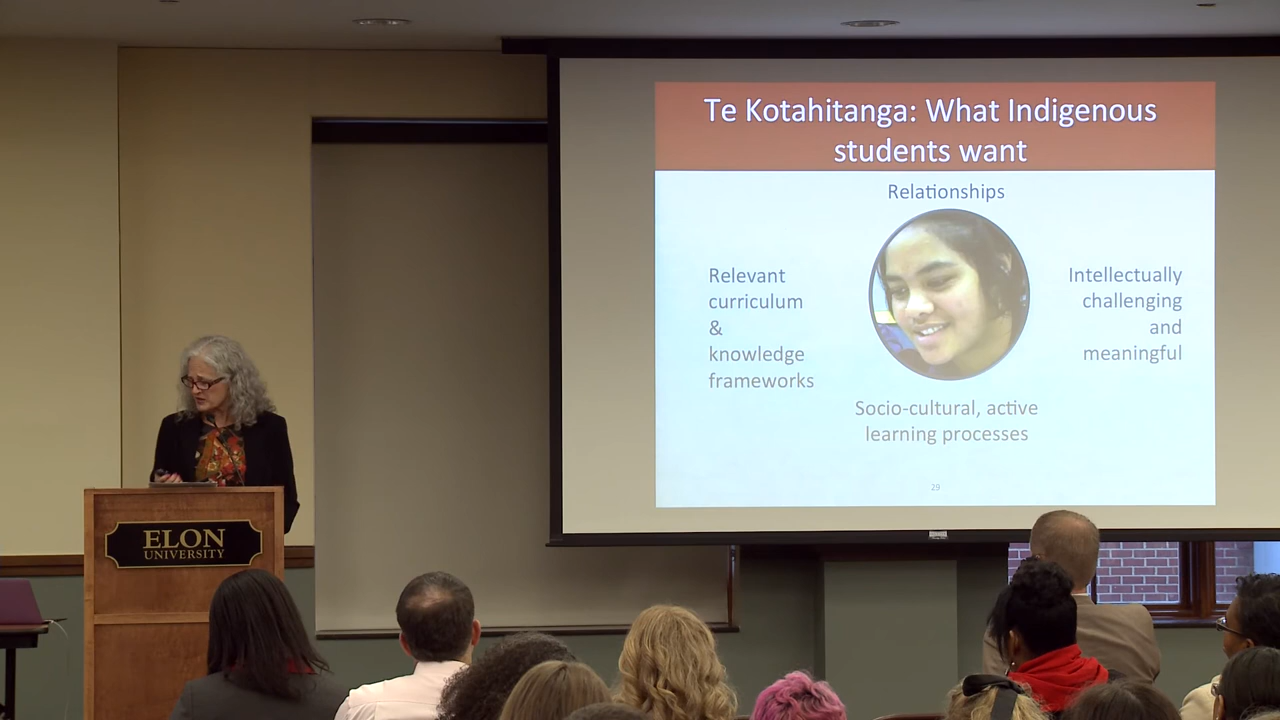 Te Kotahitanga: What Indigenous
students want
Relationships
Relevant
curriculum
&
knowledge
frameworks
Intellectually
challenging
and
meaningful
Socio-cultural, active
learning processes
29
ELON
UNIVERSITY